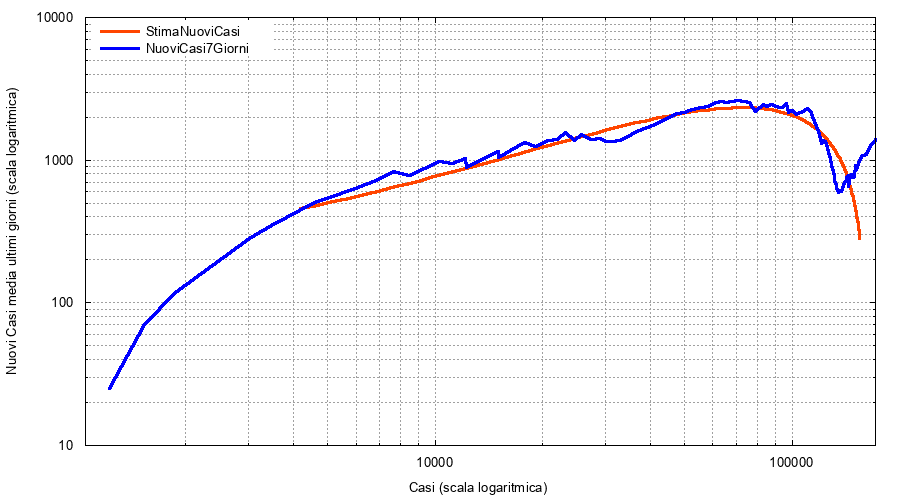 10000
StimaNuoviCasi
NuoviCasi7Giorni
1000
100
10
10000
100000
Nuovi Casi media ultimi giorni (scala logaritmica)
Casi (scala logaritmica)